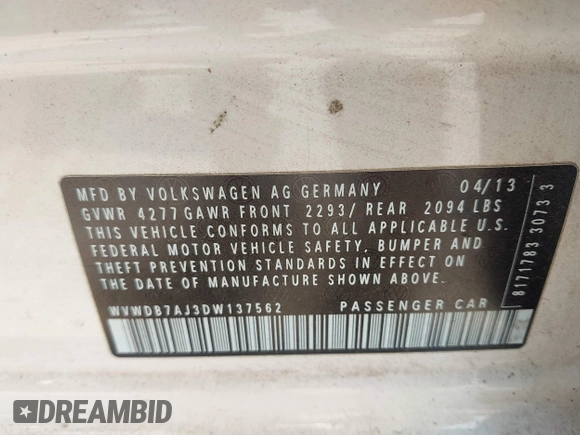 MFD BY VOLKSWAGEN AG GERMANY 04/13
GVWR 4277 GAWR FRONT 2293/ REAR 2094 LBS
THIS VEHICLE CONFORMS TO ALL APPLICABLE U.S.
FEDERAL MOTOR VEHICLE SAFETY, BUMPER AND
THEFT PREVENTION STANDARDS IN EFFECT ON
THE DATE OF MANUFACTURE SHOWN ABOVE.
WVWDB7AJ3DW137562 PASSENGER CAR
8171783 3073 3
DREAMBID